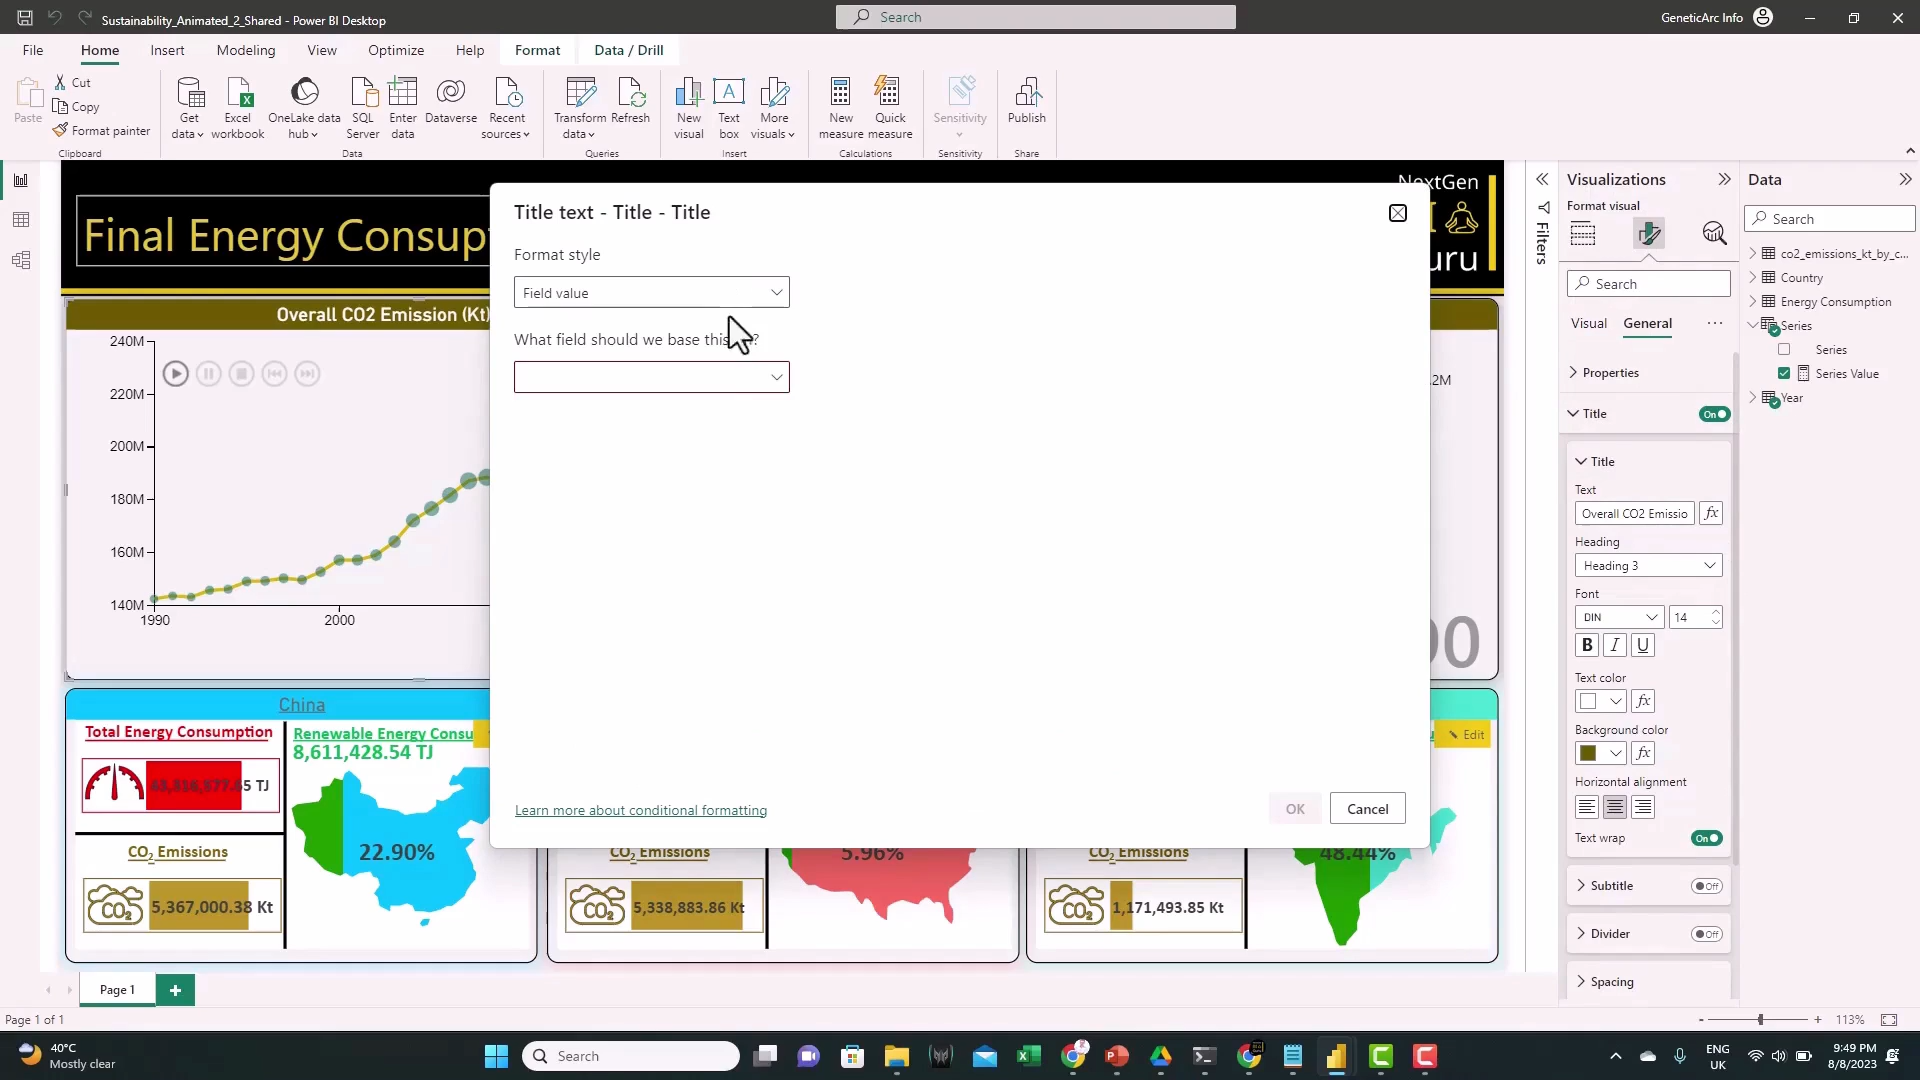 Sustainability_Animated_2_Shared - Power BI Desktop
Search
GeneticArc Info
File Home Insert Modeling View Optimize Help Format Data / Drill
Paste
Cut
Copy
Format painter
Clipboard
Get data
Excel workbook
OneLake data hub
SQL Server
Enter data
Dataverse
Recent sources
Data
Transform data
Refresh
Queries
New visual
Text box
More visuals
Insert
New measure
Quick measure
Calculations
Sensitivity
Sensitivity
Publish
Share
Final Energy Consup
NextGen
I
uru
Title text - Title - Title
Format style
Field value
What field should we base this
?
Learn more about conditional formatting
OK
Cancel
Overall CO2 Emission (Kt)
240M
220M
200M
180M
160M
140M
1990
2000
.2M
00
China
Total Energy Consumption
Renewable Energy Consu
8,611,428.54 TJ
65 TJ
CO2 Emissions
22.90%
CO2
5,367,000.38 Kt
CO2 Emissions
5.96%
CO2
5,338,883.86 Kt
Edit
CO2 Emissions
48.44%
CO2
1,171,493.85 Kt
Filters
Visualizations
Format visual
Search
Visual General ...
Properties
Title On
Title
Text
Overall CO2 Emissio fx
Heading
Heading 3
Font
DIN 14
B I U
Text color
fx
Background color
fx
Horizontal alignment
Text wrap On
Subtitle Off
Divider Off
Spacing
Data
Search
co2_emissions_kt_by_c...
Country
Energy Consumption
Series
Series
Series Value
Year
Page 1
+
Page 1 of 1
- + 113%
40°C
Mostly clear
Search
ENG
UK
9:49 PM
8/8/2023